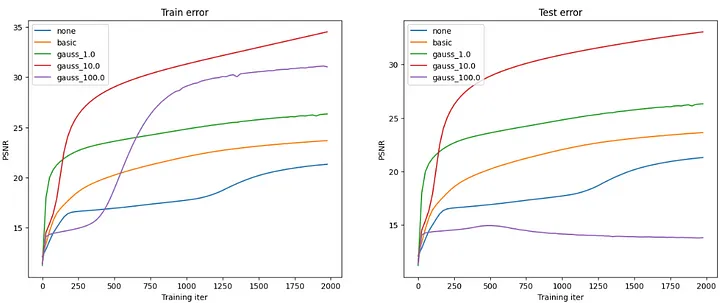 Train error
PSNR
35
30
25
20
15
none
basic
gauss_1.0
gauss_10.0
gauss_100.0
0
250
500
750
1000
1250
1500
1750
2000
Training iter
Test error
PSNR
30
25
20
15
none
basic
gauss_1.0
gauss_10.0
gauss_100.0
0
250
500
750
1000
1250
1500
1750
2000
Training iter